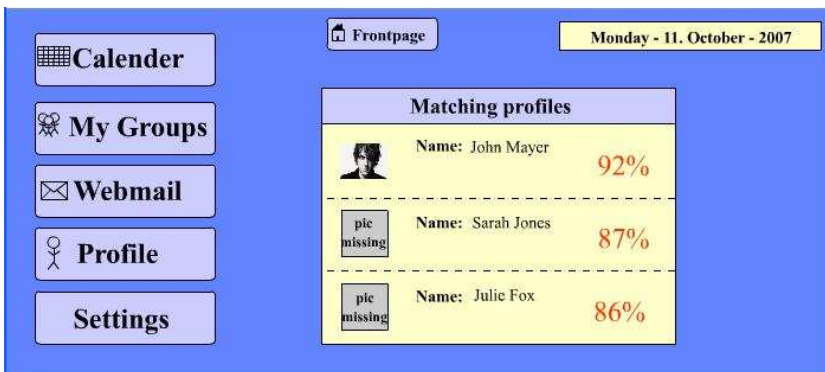 Calender
My Groups
Webmail
Profile
Settings
Frontpage
Monday - 11. October - 2007
Matching profiles
Name: John Mayer
92%
pic
missing
Name: Sarah Jones
87%
pic
missing
Name: Julie Fox
86%